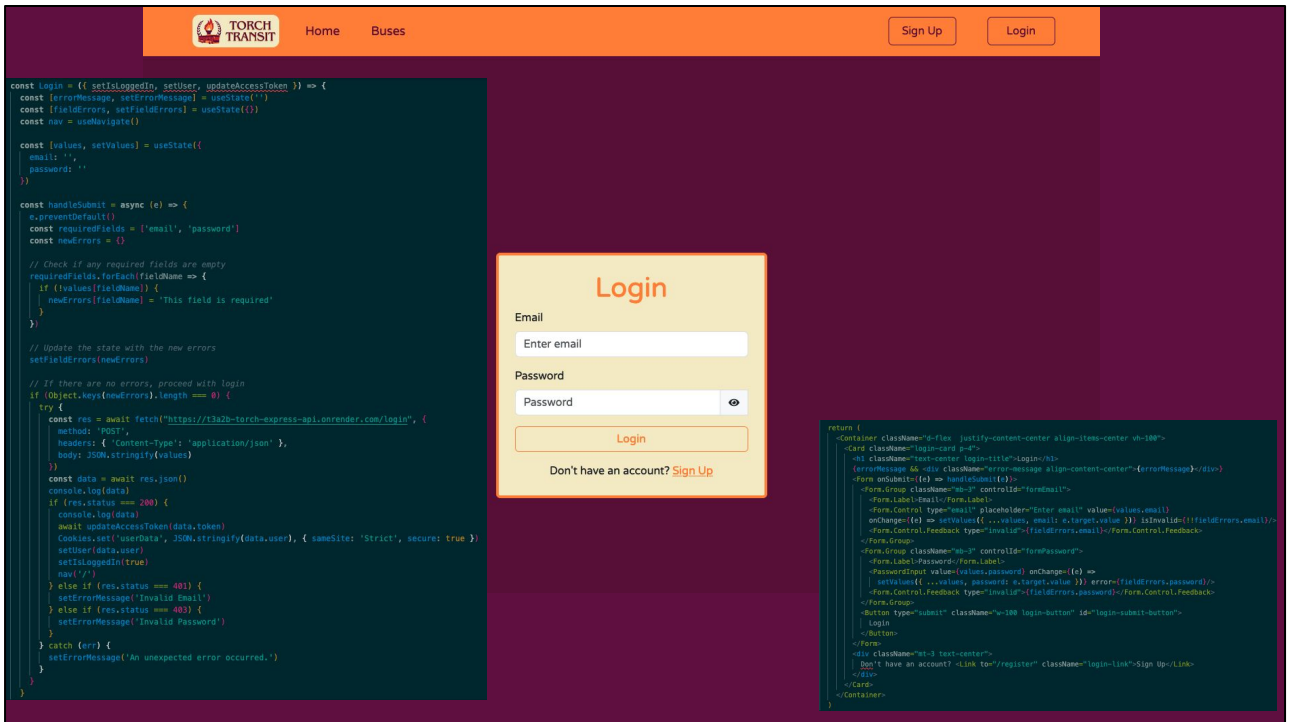 TORCH
TRANSIT
Home
Buses
Sign Up
Login
const Login = ({ setIsLoggedIn, setUser, updateAccessToken }) => {
const [errorMessage, setErrorMessage] = useState('')
const [fieldErrors, setFieldErrors] = useState({})
const nav = useNavigate()
const [values, setValues] = useState({
email: '',
password: ''
})
const handleSubmit = async (e) => {
e.preventDefault()
const requiredFields = ['email', 'password']
const newErrors = {}
// Check if any required fields are empty
requiredFields.forEach(fieldName => {
if (!values[fieldName]) {
newErrors[fieldName] = 'This field is required'
}
})
// Update the state with the new errors
setFieldErrors(newErrors)
// If there are no errors, proceed with login
if (Object.keys(newErrors).length === 0) {
try {
const res = await fetch("https://t3a2b-torch-express-api.onrender.com/login", {
method: 'POST',
headers: { 'Content-Type': 'application/json' },
body: JSON.stringify(values)
})
const data = await res.json()
console.log(data)
if (res.status === 200) {
console.log(data)
await updateAccessToken(data.token)
Cookies.set('userData', JSON.stringify(data.user), { sameSite: 'Strict', secure: true })
setUser(data.user)
setIsLoggedIn(true)
nav('/')
} else if (res.status === 401) {
setErrorMessage('Invalid Email')
} else if (res.status === 403) {
setErrorMessage('Invalid Password')
}
} catch (err) {
setErrorMessage('An unexpected error occurred.')
}
}
}
Login
Email
Enter email
Password
Password
Login
Don't have an account? Sign Up
return (
<Container className="d-flex  justify-content-center align-items-center vh-100">
<Card className="login-card p-4">
<h1 className="text-center login-title">Login</h1>
{errorMessage && <div className="error-message align-content-center">{errorMessage}</div>}
<Form onSubmit={(e) => handleSubmit(e)}>
<Form.Group className="mb-3" controlId="formEmail">
<Form.Label>Email</Form.Label>
<Form.Control type="email" placeholder="Enter email" value={values.email}
onChange={(e) => setValues({ ...values, email: e.target.value })} isInvalid={!!fieldErrors.email}/>
<Form.Control.Feedback type="invalid">{fieldErrors.email}</Form.Control.Feedback>
</Form.Group>
<Form.Group className="mb-3" controlId="formPassword">
<Form.Label>Password</Form.Label>
<PasswordInput value={values.password} onChange={(e) =>
setValues({ ...values, password: e.target.value })} error={fieldErrors.password}/>
<Form.Control.Feedback type="invalid">{fieldErrors.password}</Form.Control.Feedback>
</Form.Group>
<Button type="submit" className="w-100 login-button" id="login-submit-button">
Login
</Button>
</Form>
<div className="mt-3 text-center">
Don't have an account? <Link to="/register" className="login-link">Sign Up</Link>
</div>
</Card>
</Container>
)